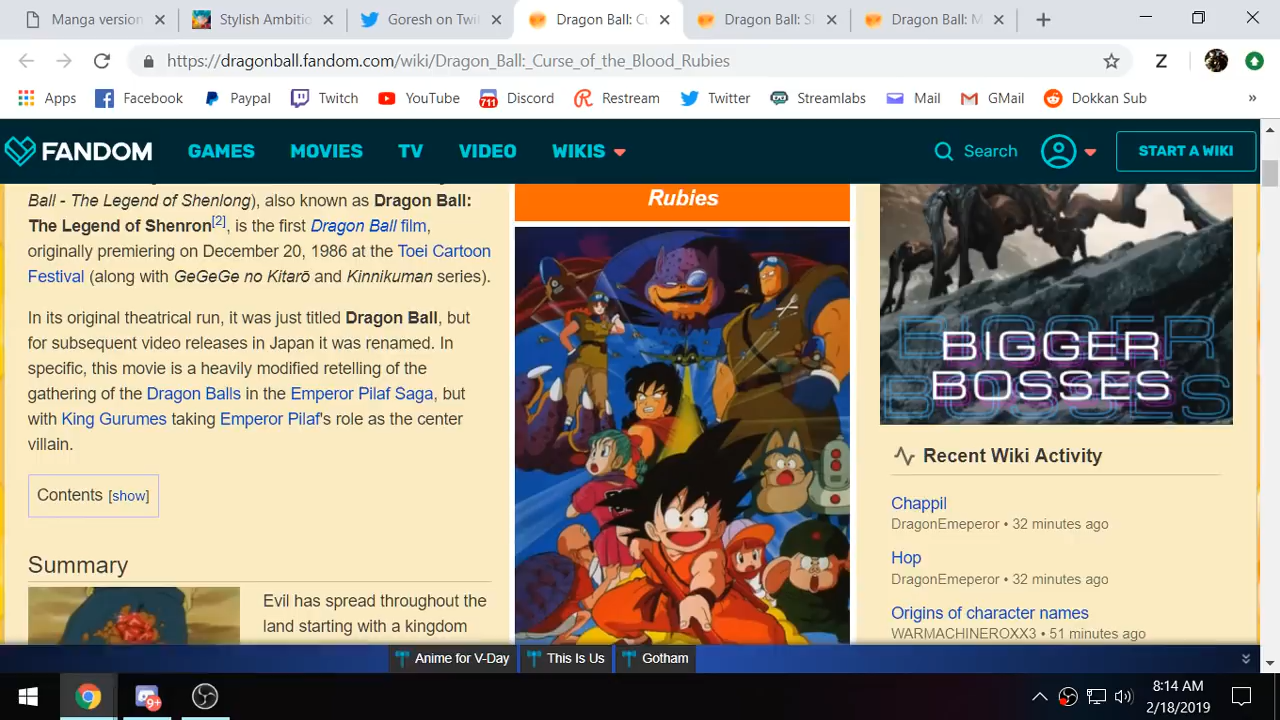 Manga version
Stylish Ambitio
Goresh on Twit
Dragon Ball: Cu
Dragon Ball: Sl
Dragon Ball: M
https://dragonball.fandom.com/wiki/Dragon_Ball:_Curse_of_the_Blood_Rubies
Z
Apps Facebook Paypal Twitch YouTube 711 Discord Restream Twitter Streamlabs Mail GMail Dokkan Sub »
FANDOM GAMES MOVIES TV VIDEO WIKIS Search START A WIKI
Ball - The Legend of Shenlong), also known as Dragon Ball:
The Legend of Shenron[2], is the first Dragon Ball film,
originally premiering on December 20, 1986 at the Toei Cartoon
Festival (along with GeGeGe no Kitarō and Kinnikuman series).
In its original theatrical run, it was just titled Dragon Ball, but
for subsequent video releases in Japan it was renamed. In
specific, this movie is a heavily modified retelling of the
gathering of the Dragon Balls in the Emperor Pilaf Saga, but
with King Gurumes taking Emperor Pilaf's role as the center
villain.
Contents [show]
Summary
Evil has spread throughout the
land starting with a kingdom
Rubies
BIGGER
BOSSES
Recent Wiki Activity
Chappil
DragonEmeperor • 32 minutes ago
Hop
DragonEmeperor • 32 minutes ago
Origins of character names
WARMACHINEROXX3 • 51 minutes ago
Anime for V-Day This Is Us Gotham
9+
8:14 AM
2/18/2019